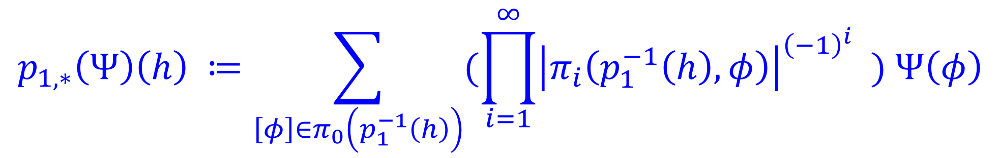 p_{1,*}(Ψ)(h) ≔ ∑_{[ϕ]∈π_0(p_1^{-1}(h))} (∏_{i=1}^{∞} |π_i(p_1^{-1}(h), ϕ)|^{(-1)^i} ) Ψ(ϕ)